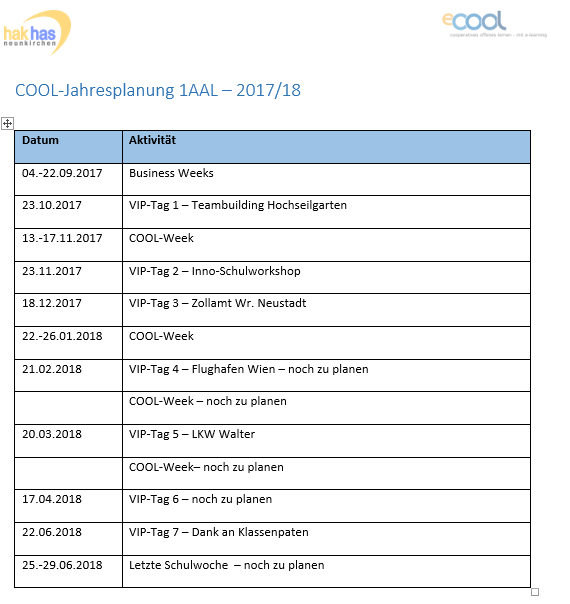 hakhas
neunkirchen
ecool
cooperatives offenes lernen - mit e-learning
COOL-Jahresplanung 1AAL – 2017/18
Datum Aktivität
04.-22.09.2017 Business Weeks
23.10.2017 VIP-Tag 1 – Teambuilding Hochseilgarten
13.-17.11.2017 COOL-Week
23.11.2017 VIP-Tag 2 – Inno-Schulworkshop
18.12.2017 VIP-Tag 3 – Zollamt Wr. Neustadt
22.-26.01.2018 COOL-Week
21.02.2018 VIP-Tag 4 – Flughafen Wien – noch zu planen
COOL-Week – noch zu planen
20.03.2018 VIP-Tag 5 – LKW Walter
COOL-Week– noch zu planen
17.04.2018 VIP-Tag 6 – noch zu planen
22.06.2018 VIP-Tag 7 – Dank an Klassenpaten
25.-29.06.2018 Letzte Schulwoche – noch zu planen